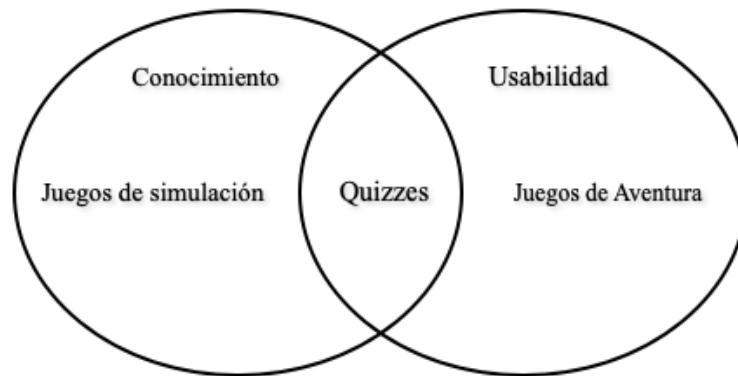 Conocimiento
Usabilidad
Juegos de simulación
Quizzes
Juegos de Aventura